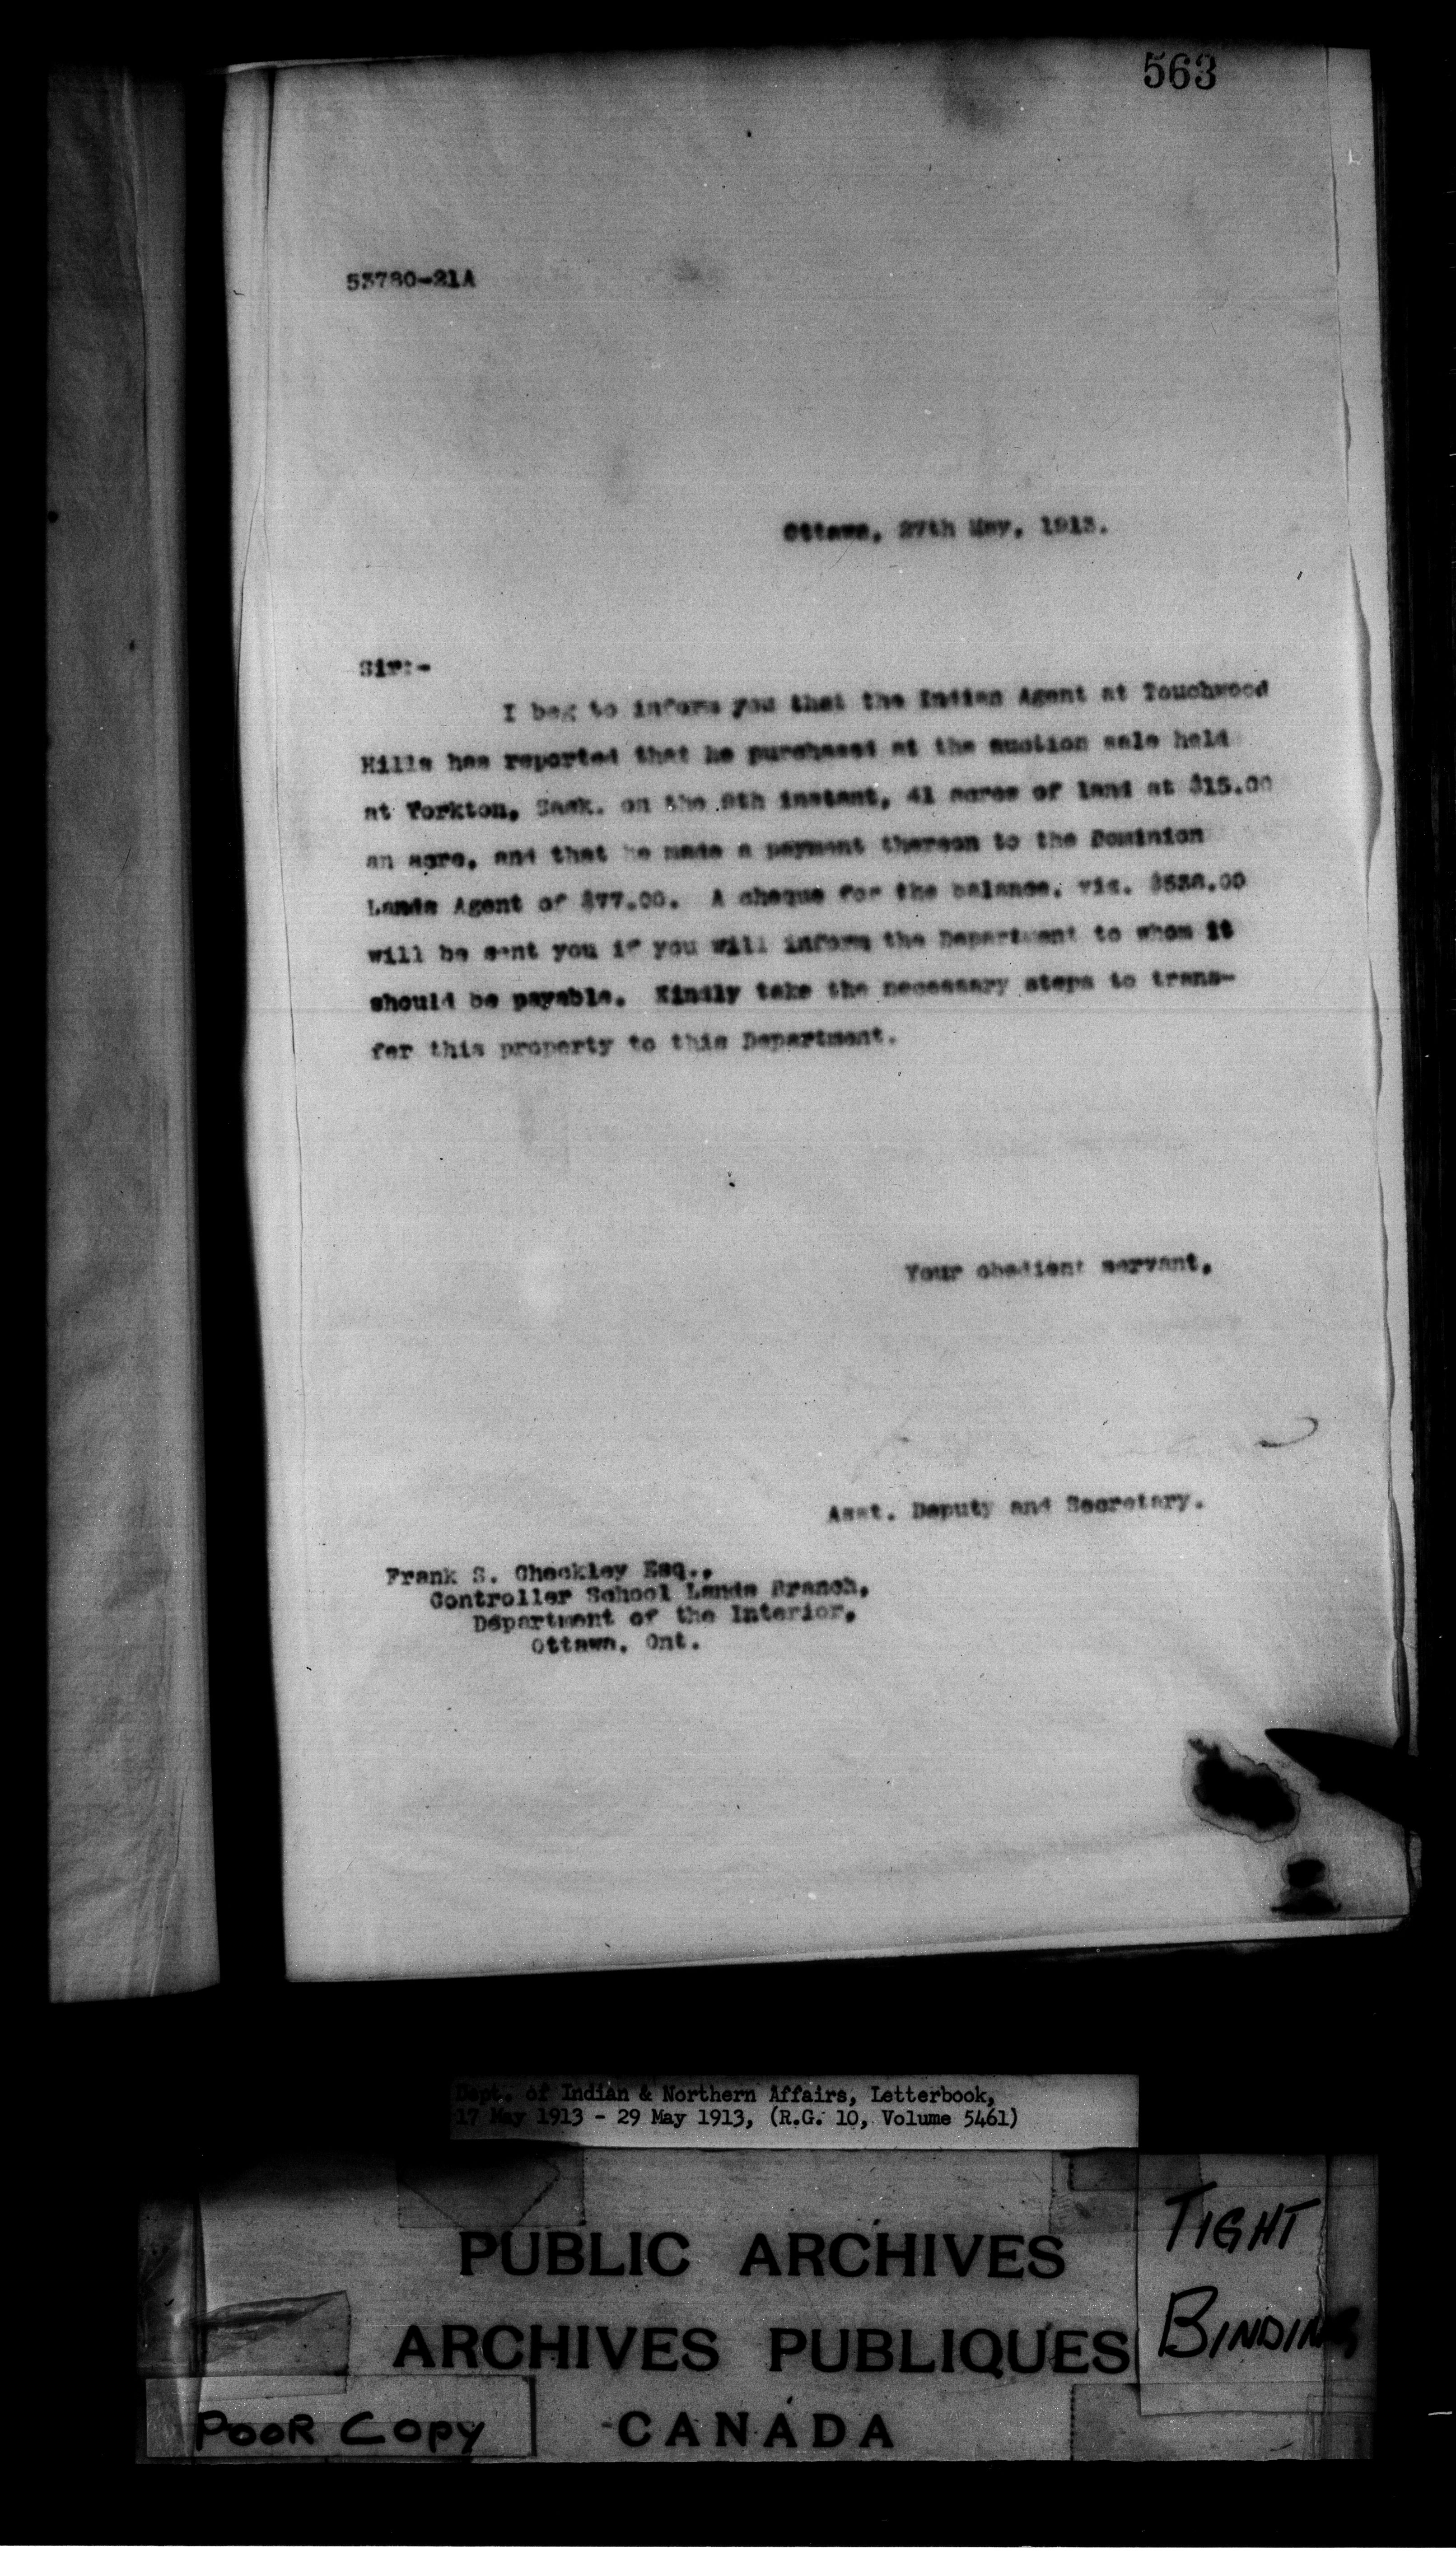 563
53780-21A
Ottawa, 27th May, 1913.
Sir:-
I beg to inform you that the Indian Agent at Touchwood
Hills has reported that he purchased at the auction sale held
at Yorkton, Sask. on the 8th instant, 41 acres of land at $15.00
an acre, and that he made a payment thereon to the Dominion
Lands Agent of $77.00. A cheque for the balance, viz. $538.00
will be sent you if you will inform the Department to whom it
should be payable. Kindly take the necessary steps to trans-
fer this property to this Department.
Your obedient servant,
Asst. Deputy and Secretary.
Frank S. Checkley Esq.,
Controller School Lands Branch,
Department of the Interior,
Ottawa, Ont.
Dept. of Indian & Northern Affairs, Letterbook,
17 May 1913 - 29 May 1913, (R.G. 10, Volume 5461)
PUBLIC ARCHIVES
ARCHIVES PUBLIQUES
CANADA
TIGHT
BINDING
POOR COPY